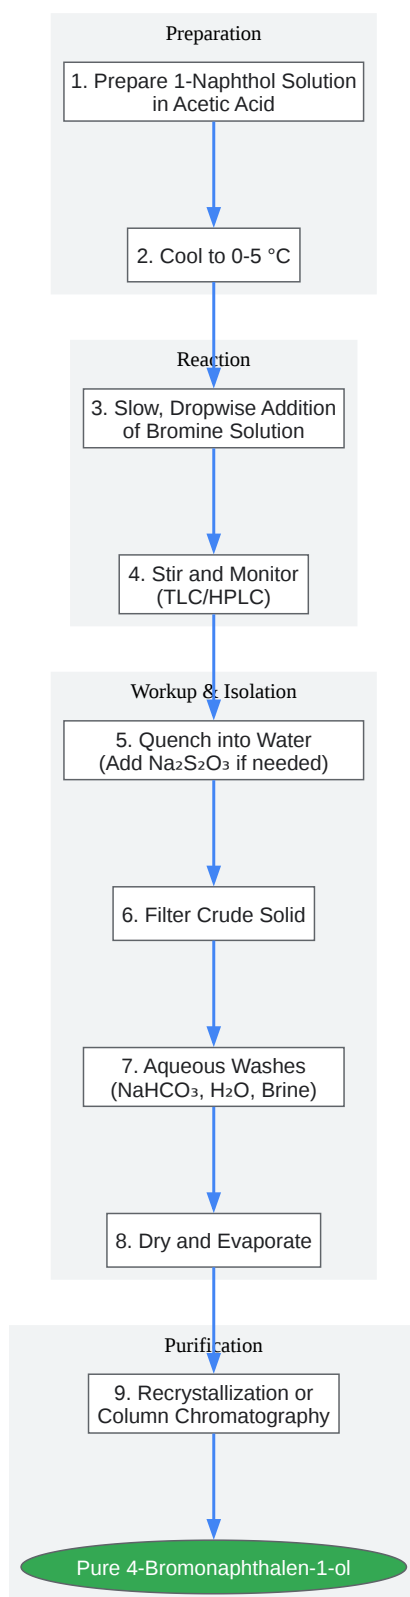 Preparation
1. Prepare 1-Naphthol Solution
in Acetic Acid
2. Cool to 0-5 °C
Reaction
3. Slow, Dropwise Addition
of Bromine Solution
4. Stir and Monitor
(TLC/HPLC)
Workup & Isolation
5. Quench into Water
(Add Na₂S₂O₃ if needed)
6. Filter Crude Solid
7. Aqueous Washes
(NaHCO₃, H₂O, Brine)
8. Dry and Evaporate
Purification
9. Recrystallization or
Column Chromatography
Pure 4-Bromonaphthalen-1-ol